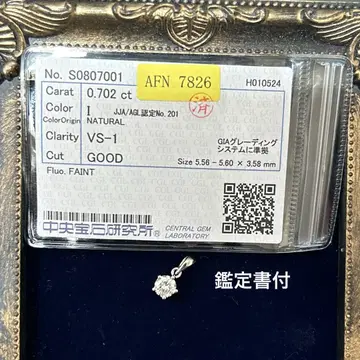 No. S0807001
AFN 7826
H010524
Carat 0.702 ct
Color I JJA/AGL認定No.201
済
ColorOrigin NATURAL
Clarity VS-1
GIAグレーディング
システムに準拠
Cut GOOD
Size 5.56 - 5.60 × 3.58 mm
Fluo. FAINT
中央宝石研究所
CENTRAL GEM
LABORATORY
鑑定書付